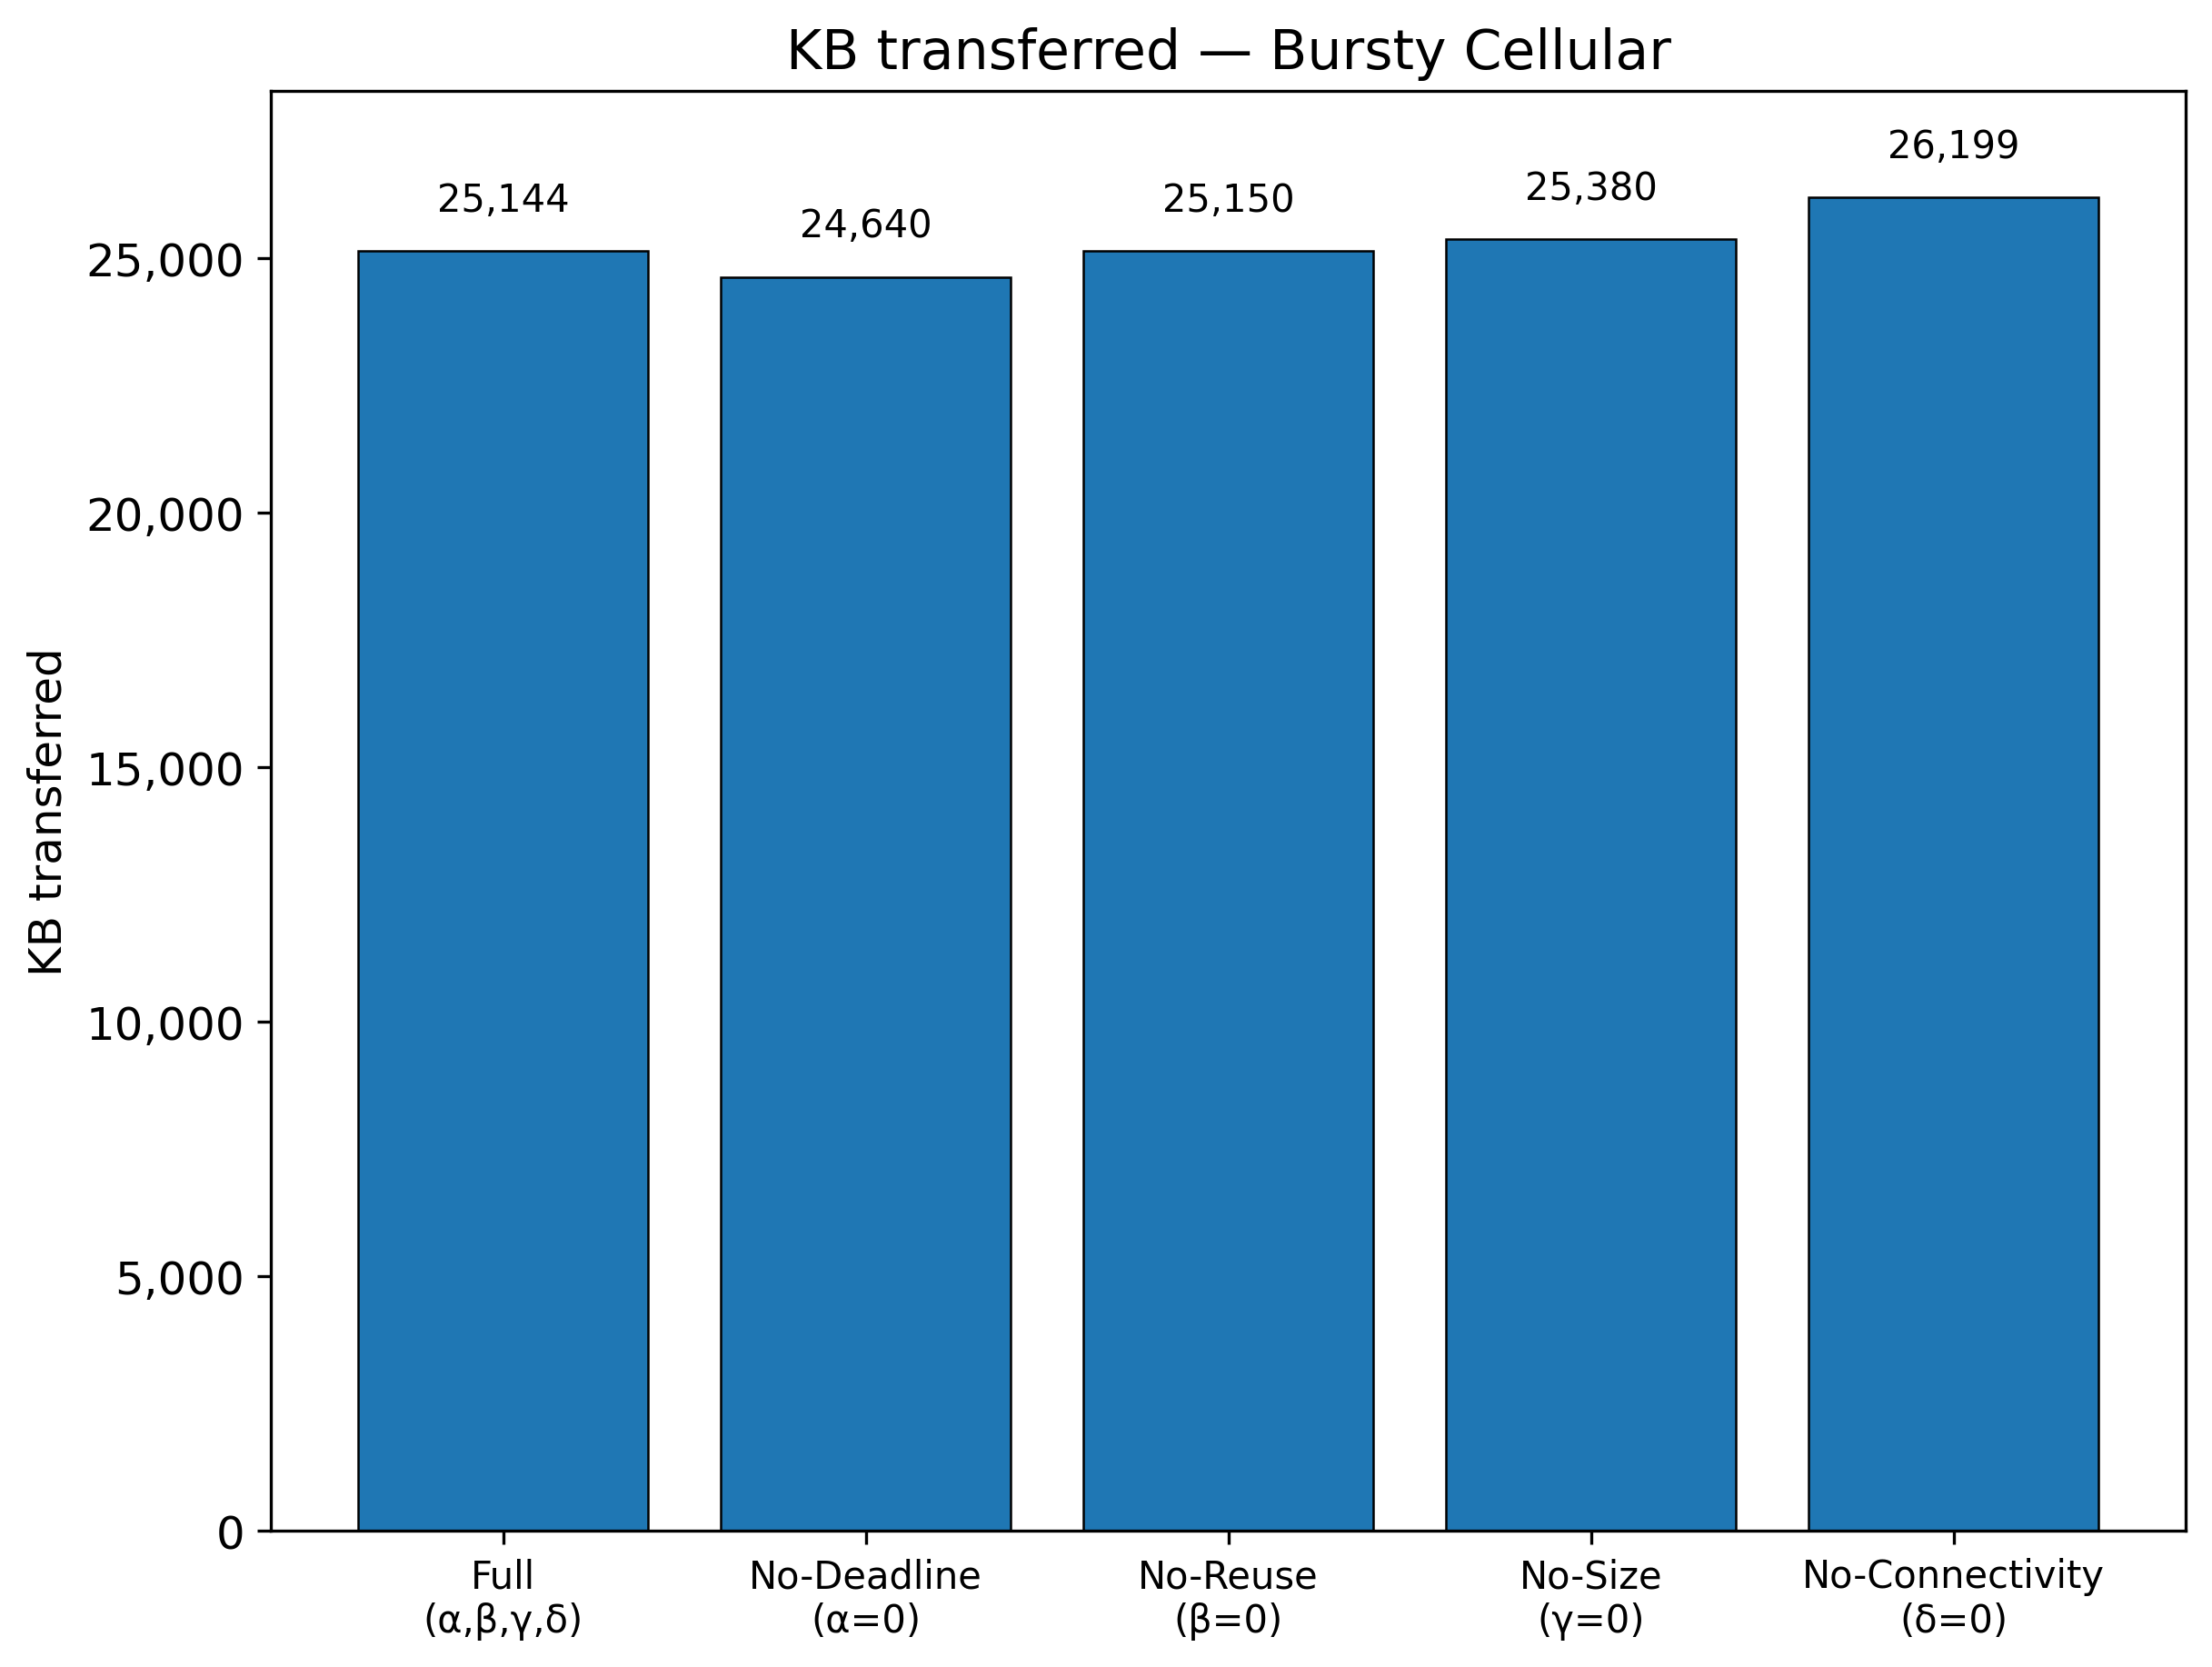 KB transferred — Bursty Cellular
KB transferred
25,000
20,000
15,000
10,000
5,000
0
25,144
24,640
25,150
25,380
26,199
Full
(α,β,γ,δ)
No-Deadline
(α=0)
No-Reuse
(β=0)
No-Size
(γ=0)
No-Connectivity
(δ=0)